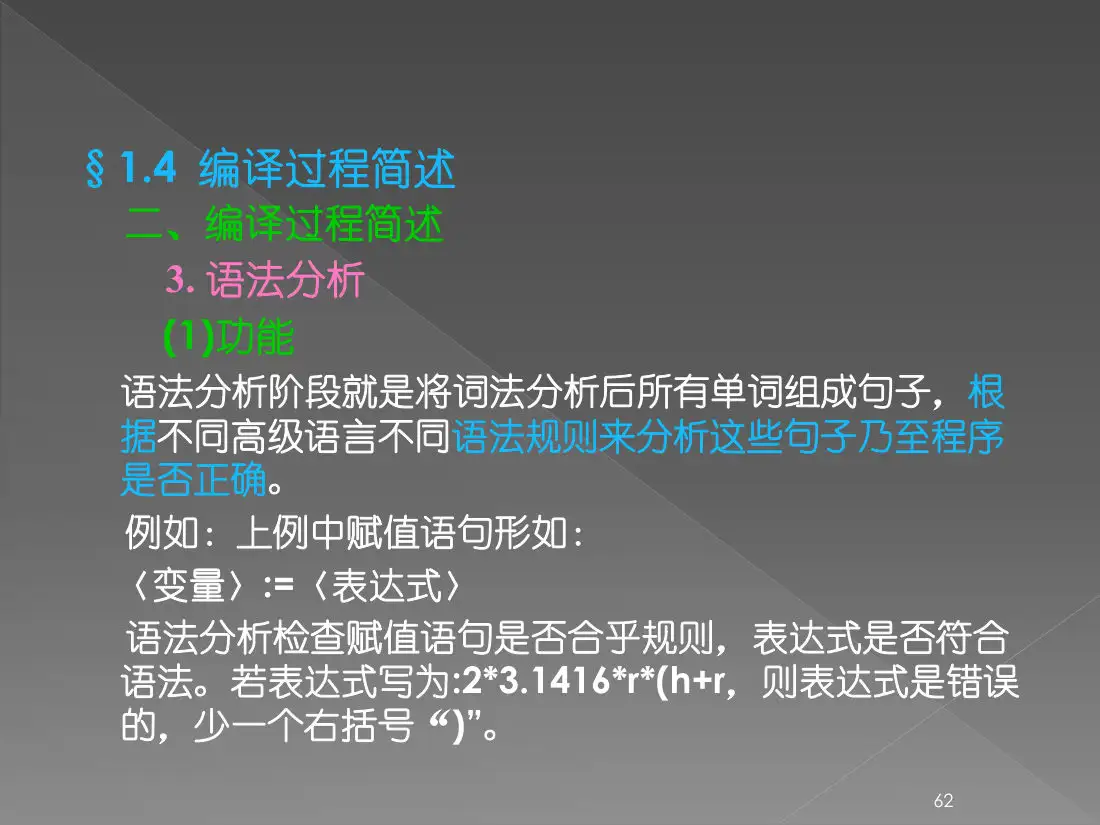 § 1.4 编译过程简述
二、编译过程简述
3. 语法分析
(1)功能
语法分析阶段就是将词法分析后所有单词组成句子，根
据不同高级语言不同语法规则来分析这些句子乃至程序
是否正确。
例如：上例中赋值语句形如：
〈变量〉:=〈表达式〉
语法分析检查赋值语句是否合乎规则，表达式是否符合
语法。若表达式写为:2*3.1416*r*(h+r，则表达式是错误
的，少一个右括号“)”。
62